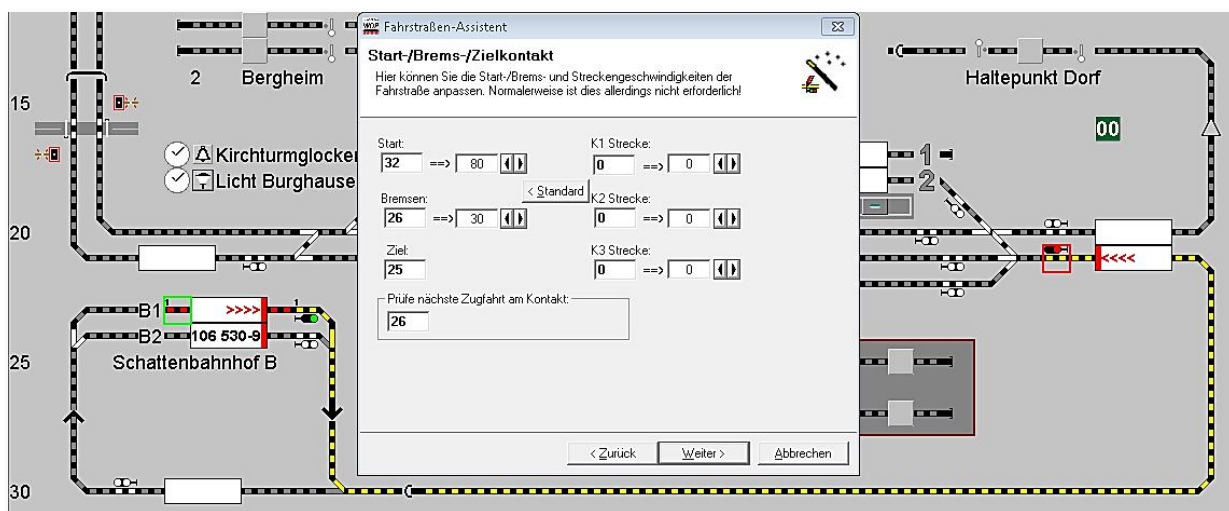 Fahrstraßen-Assistent
Start-/Brems-/Zielkontakt
Hier können Sie die Start-/Brems- und Streckengeschwindigkeiten der
Fahrstraße anpassen. Normalerweise ist dies allerdings nicht erforderlich!
Start:
32 ==> 80
K1 Strecke:
0 ==> 0
< Standard
Bremsen:
26 ==> 30
K2 Strecke:
0 ==> 0
Ziel:
25
K3 Strecke:
0 ==> 0
Prüfe nächste Zugfahrt am Kontakt:
26
< Zurück
Weiter >
Abbrechen
2 Bergheim
Haltepunkt Dorf
15
00
Kirchturmglocke
Licht Burghause
1
2
20
<<<<
B1 1 >>>> 1
B2 106 530-9
Schattenbahnhof B
25
30